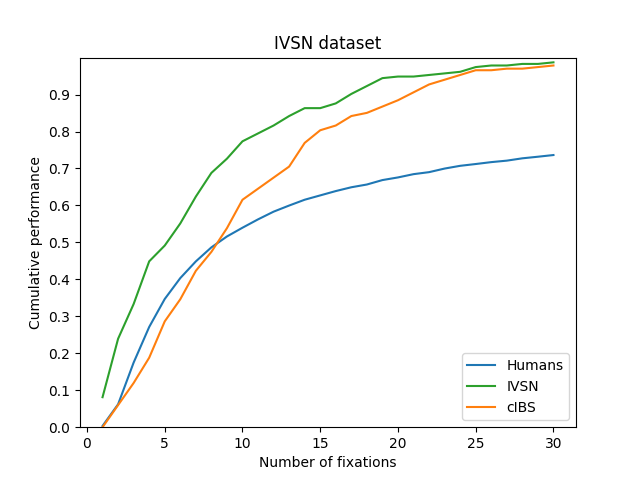 IVSN dataset
Cumulative performance
0.9
0.8
0.7
0.6
0.5
0.4
0.3
0.2
0.1
0.0
0 5 10 15 20 25 30
Number of fixations
Humans
IVSN
cIBS